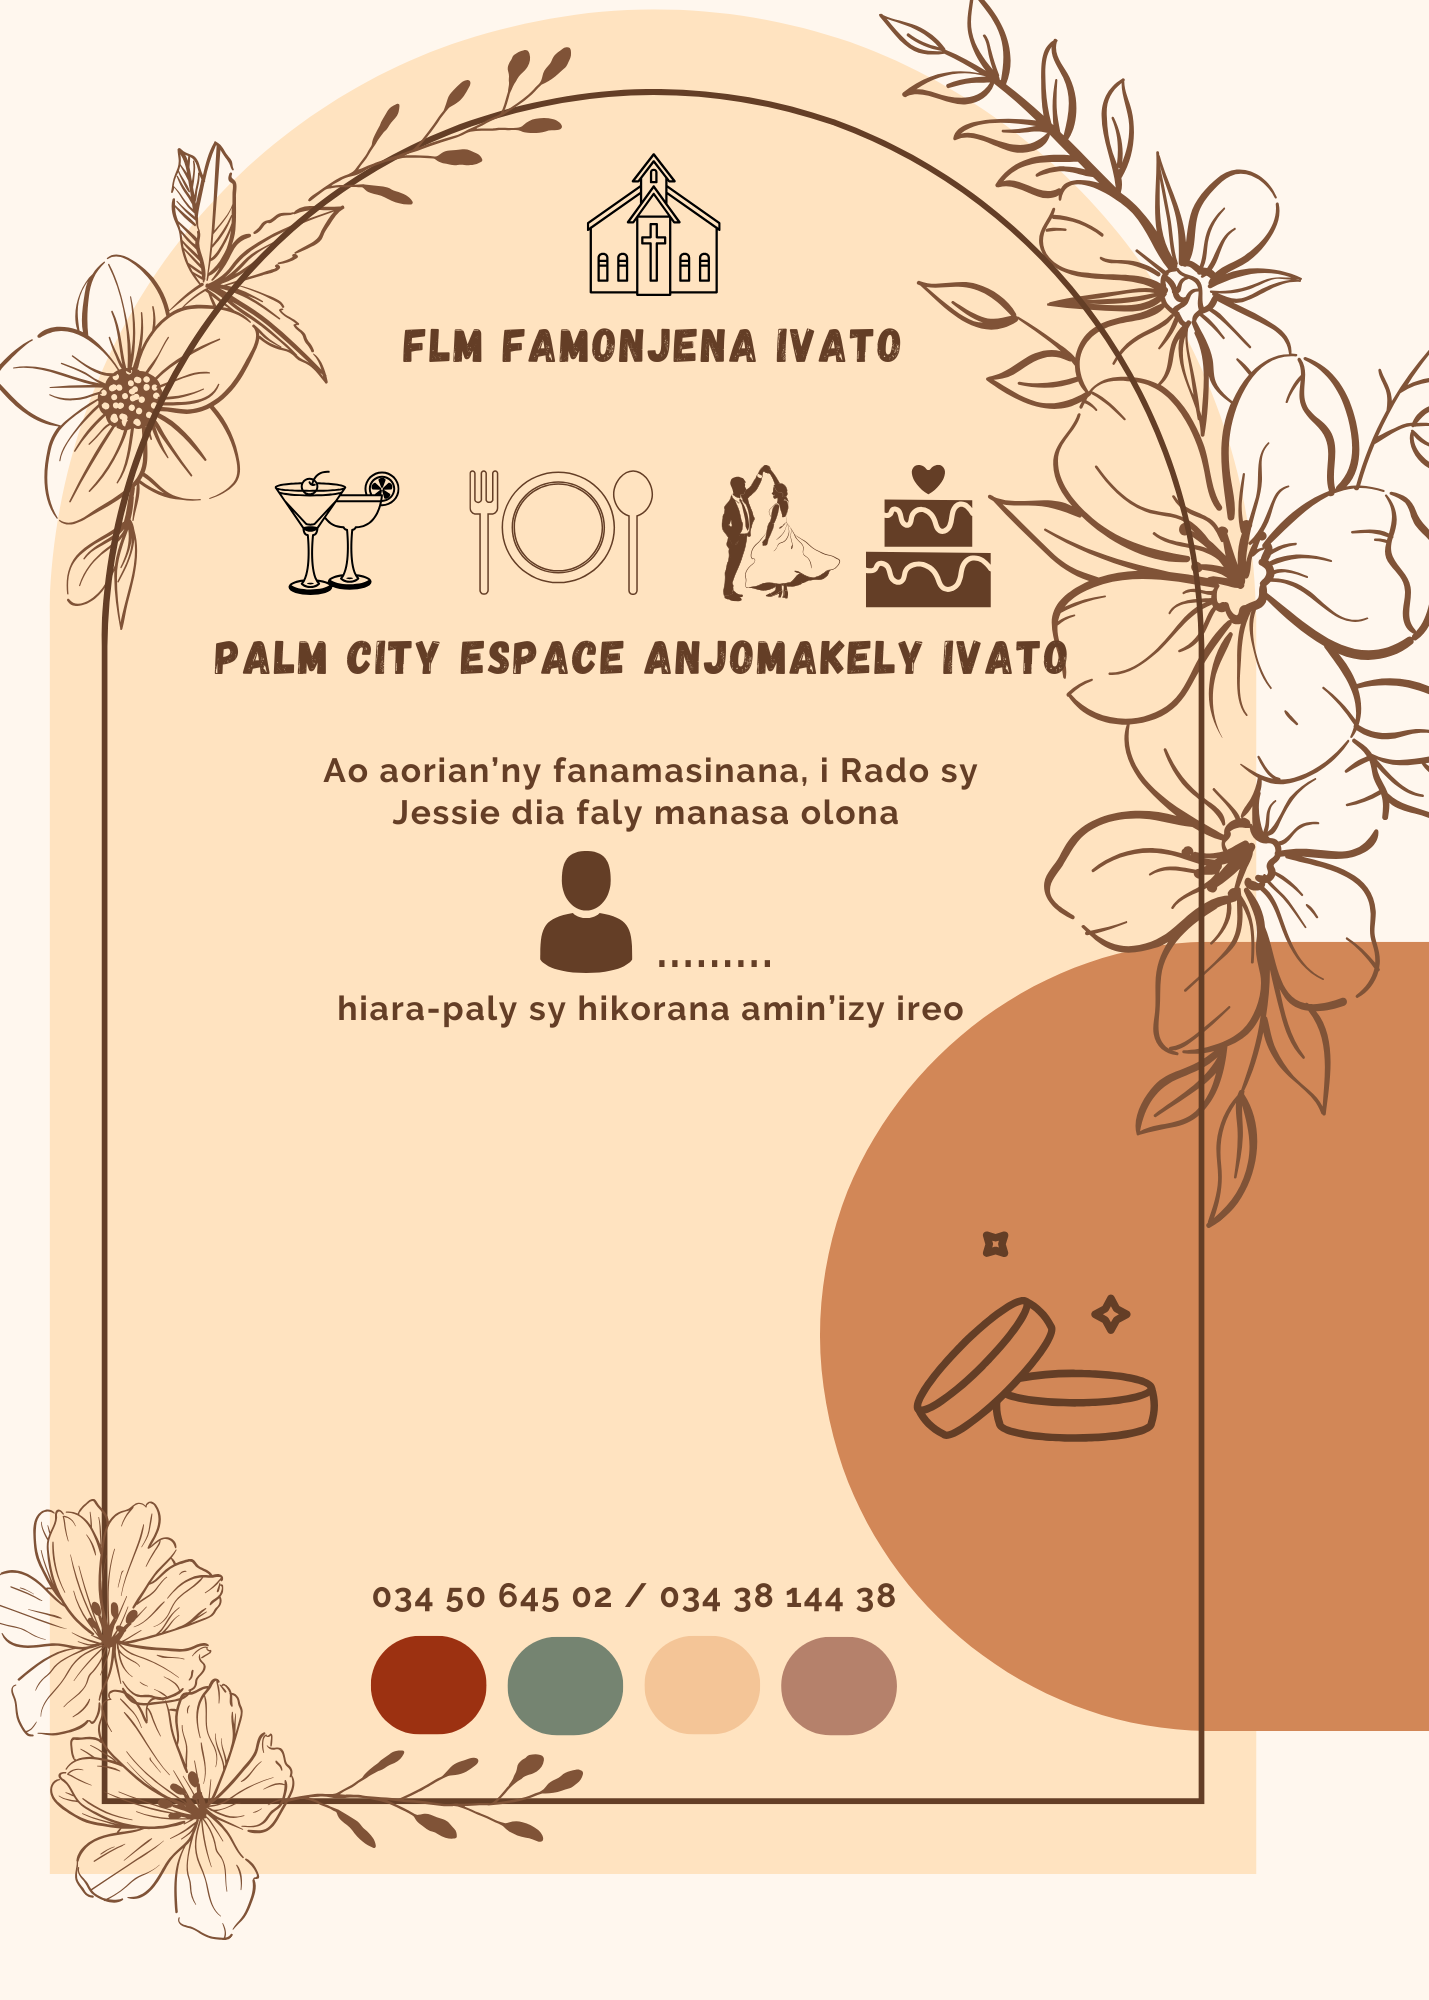 FLM FAMONJENA IVATO
PALM CITY ESPACE ANJOMAKELY IVATO
Ao aorian’ny fanamasinana, i Rado sy
Jessie dia faly manasa olona
.........
hiara-paly sy hikorana amin’izy ireo
034 50 645 02 / 034 38 144 38